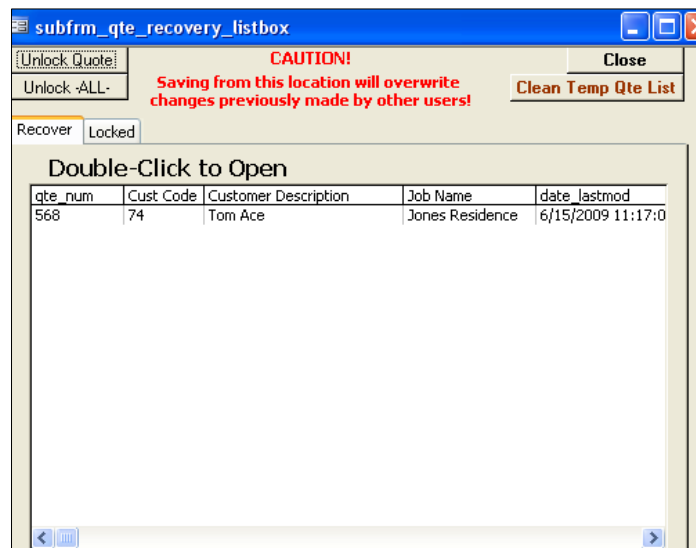 subfrm_qte_recovery_listbox
Unlock Quote
CAUTION!
Close
Unlock -ALL-
Saving from this location will overwrite
changes previously made by other users!
Clean Temp Qte List
Recover
Locked
Double-Click to Open
qte_num Cust Code Customer Description Job Name date_lastmod
568 74 Tom Ace Jones Residence 6/15/2009 11:17:0